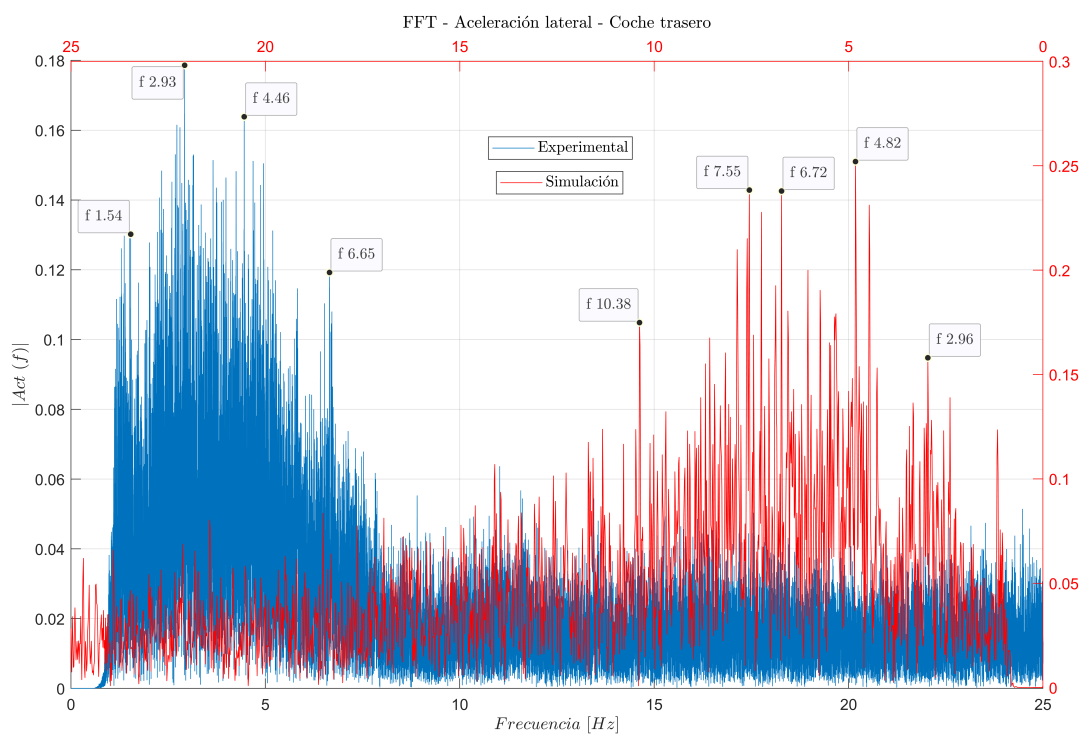 FFT - Aceleración lateral - Coche trasero
25 20 15 10 5 0
0.18 0.3
f 2.93
f 4.46
0.16
Experimental
f 4.82
0.25
f 7.55 f 6.72
Simulación
0.14
f 1.54
f 6.65
0.12 0.2
f 10.38
0.1
f 2.96
0.15
|Act (f)|
0.08
0.06 0.1
0.04
0.05
0.02
0 0
0 5 10 15 20 25
Frecuencia [Hz]